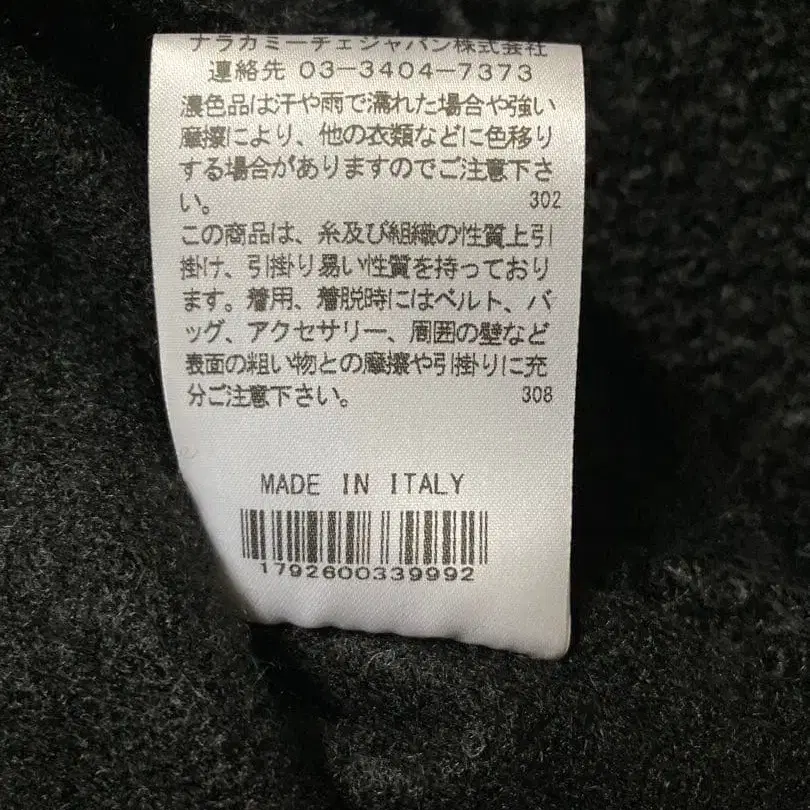 ナラカミーチェジャパン株式会社
連絡先 03-3404-7373
濃色品は汗や雨で濡れた場合や強い
摩擦により、他の衣類などに色移り
する場合がありますのでご注意下さ
い。 302
この商品は、糸及び組織の性質上引
掛け、引掛り易い性質を持っており
ます。着用、着脱時にはベルト、バ
ッグ、アクセサリー、周囲の壁など
表面の粗い物との摩擦や引掛りに充
分ご注意下さい。 308
MADE IN ITALY
1792600339992